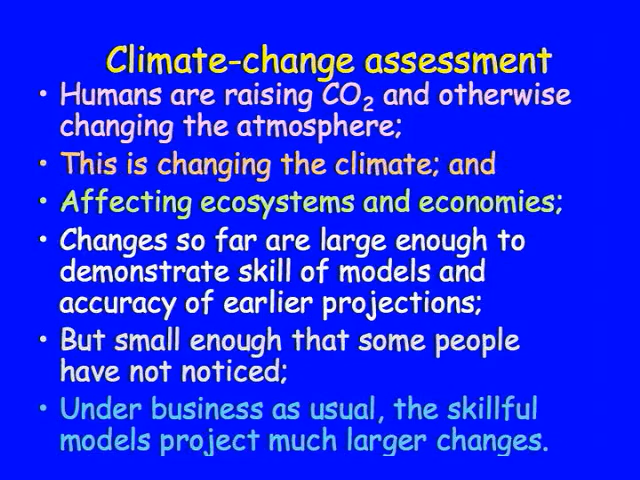 Climate-change assessment
• Humans are raising CO₂ and otherwise
changing the atmosphere;
• This is changing the climate; and
• Affecting ecosystems and economies;
• Changes so far are large enough to
demonstrate skill of models and
accuracy of earlier projections;
• But small enough that some people
have not noticed;
• Under business as usual, the skillful
models project much larger changes.